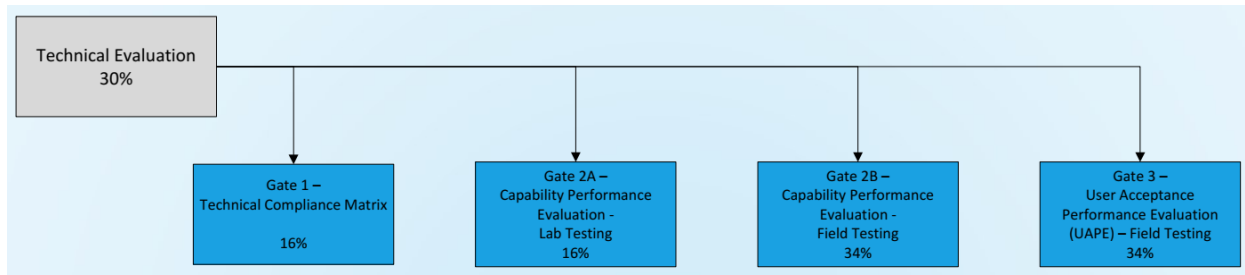 Technical Evaluation
30%
Gate 1 –
Technical Compliance Matrix
16%
Gate 2A –
Capability Performance
Evaluation -
Lab Testing
16%
Gate 2B –
Capability Performance
Evaluation -
Field Testing
34%
Gate 3 –
User Acceptance
Performance Evaluation
(UAPE) – Field Testing
34%